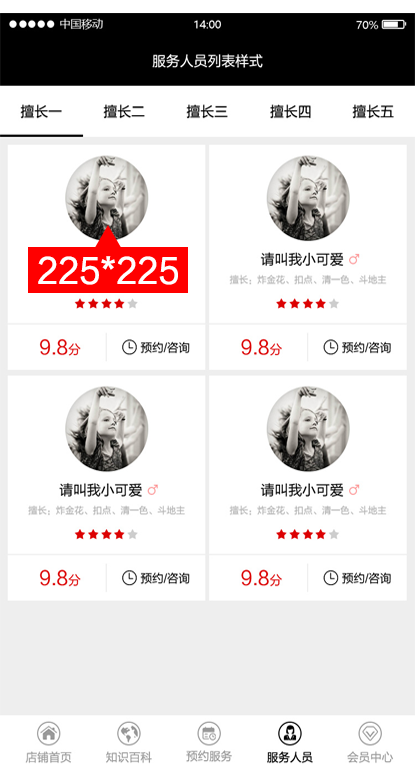 中国移动 14:00 70%
服务人员列表样式
擅长一 擅长二 擅长三 擅长四 擅长五
225*225
请叫我小可爱
擅长：炸金花、扣点、清一色、斗地主
9.8分 预约/咨询
9.8分 预约/咨询
请叫我小可爱
擅长：炸金花、扣点、清一色、斗地主
请叫我小可爱
擅长：炸金花、扣点、清一色、斗地主
9.8分 预约/咨询
9.8分 预约/咨询
店铺首页 知识百科 预约服务 服务人员 会员中心